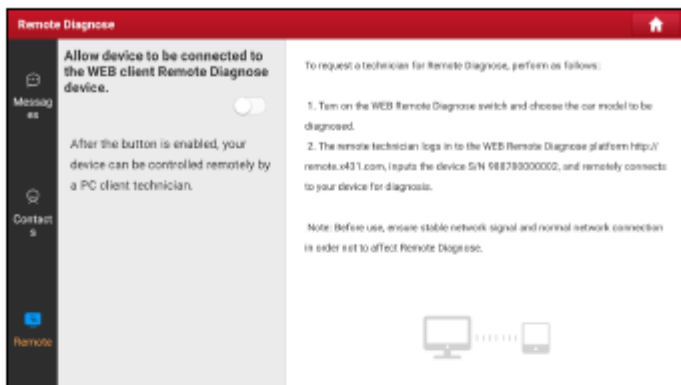 Remote Diagnose
Messag
es
Contact
s
Remote
Allow device to be connected to
the WEB client Remote Diagnose
device.
After the button is enabled, your
device can be controlled remotely by
a PC client technician.
To request a technician for Remote Diagnose, perform as follows:
1. Turn on the WEB Remote Diagnose switch and choose the car model to be
diagnosed.
2. The remote technician logs in to the WEB Remote Diagnose platform http://
remote.x431.com, inputs the device S/N 988780000002, and remotely connects
to your device for diagnosis.
Note: Before use, ensure stable network signal and normal network connection
in order not to affect Remote Diagnose.